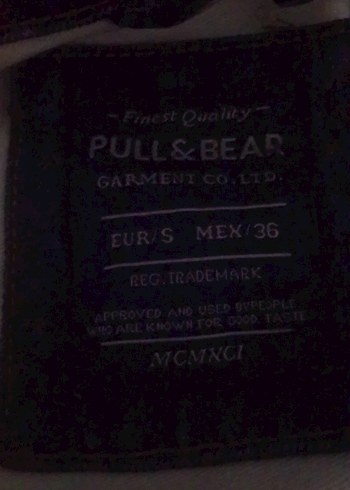 - Finest Quality -
PULL&BEAR
GARMENT CO.LTD.
EUR/S MEX/36
REG.TRADEMARK
APPROVED AND USED BY PEOPLE
WHO ARE KNOWN FOR GOOD TASTE
MCMXCI